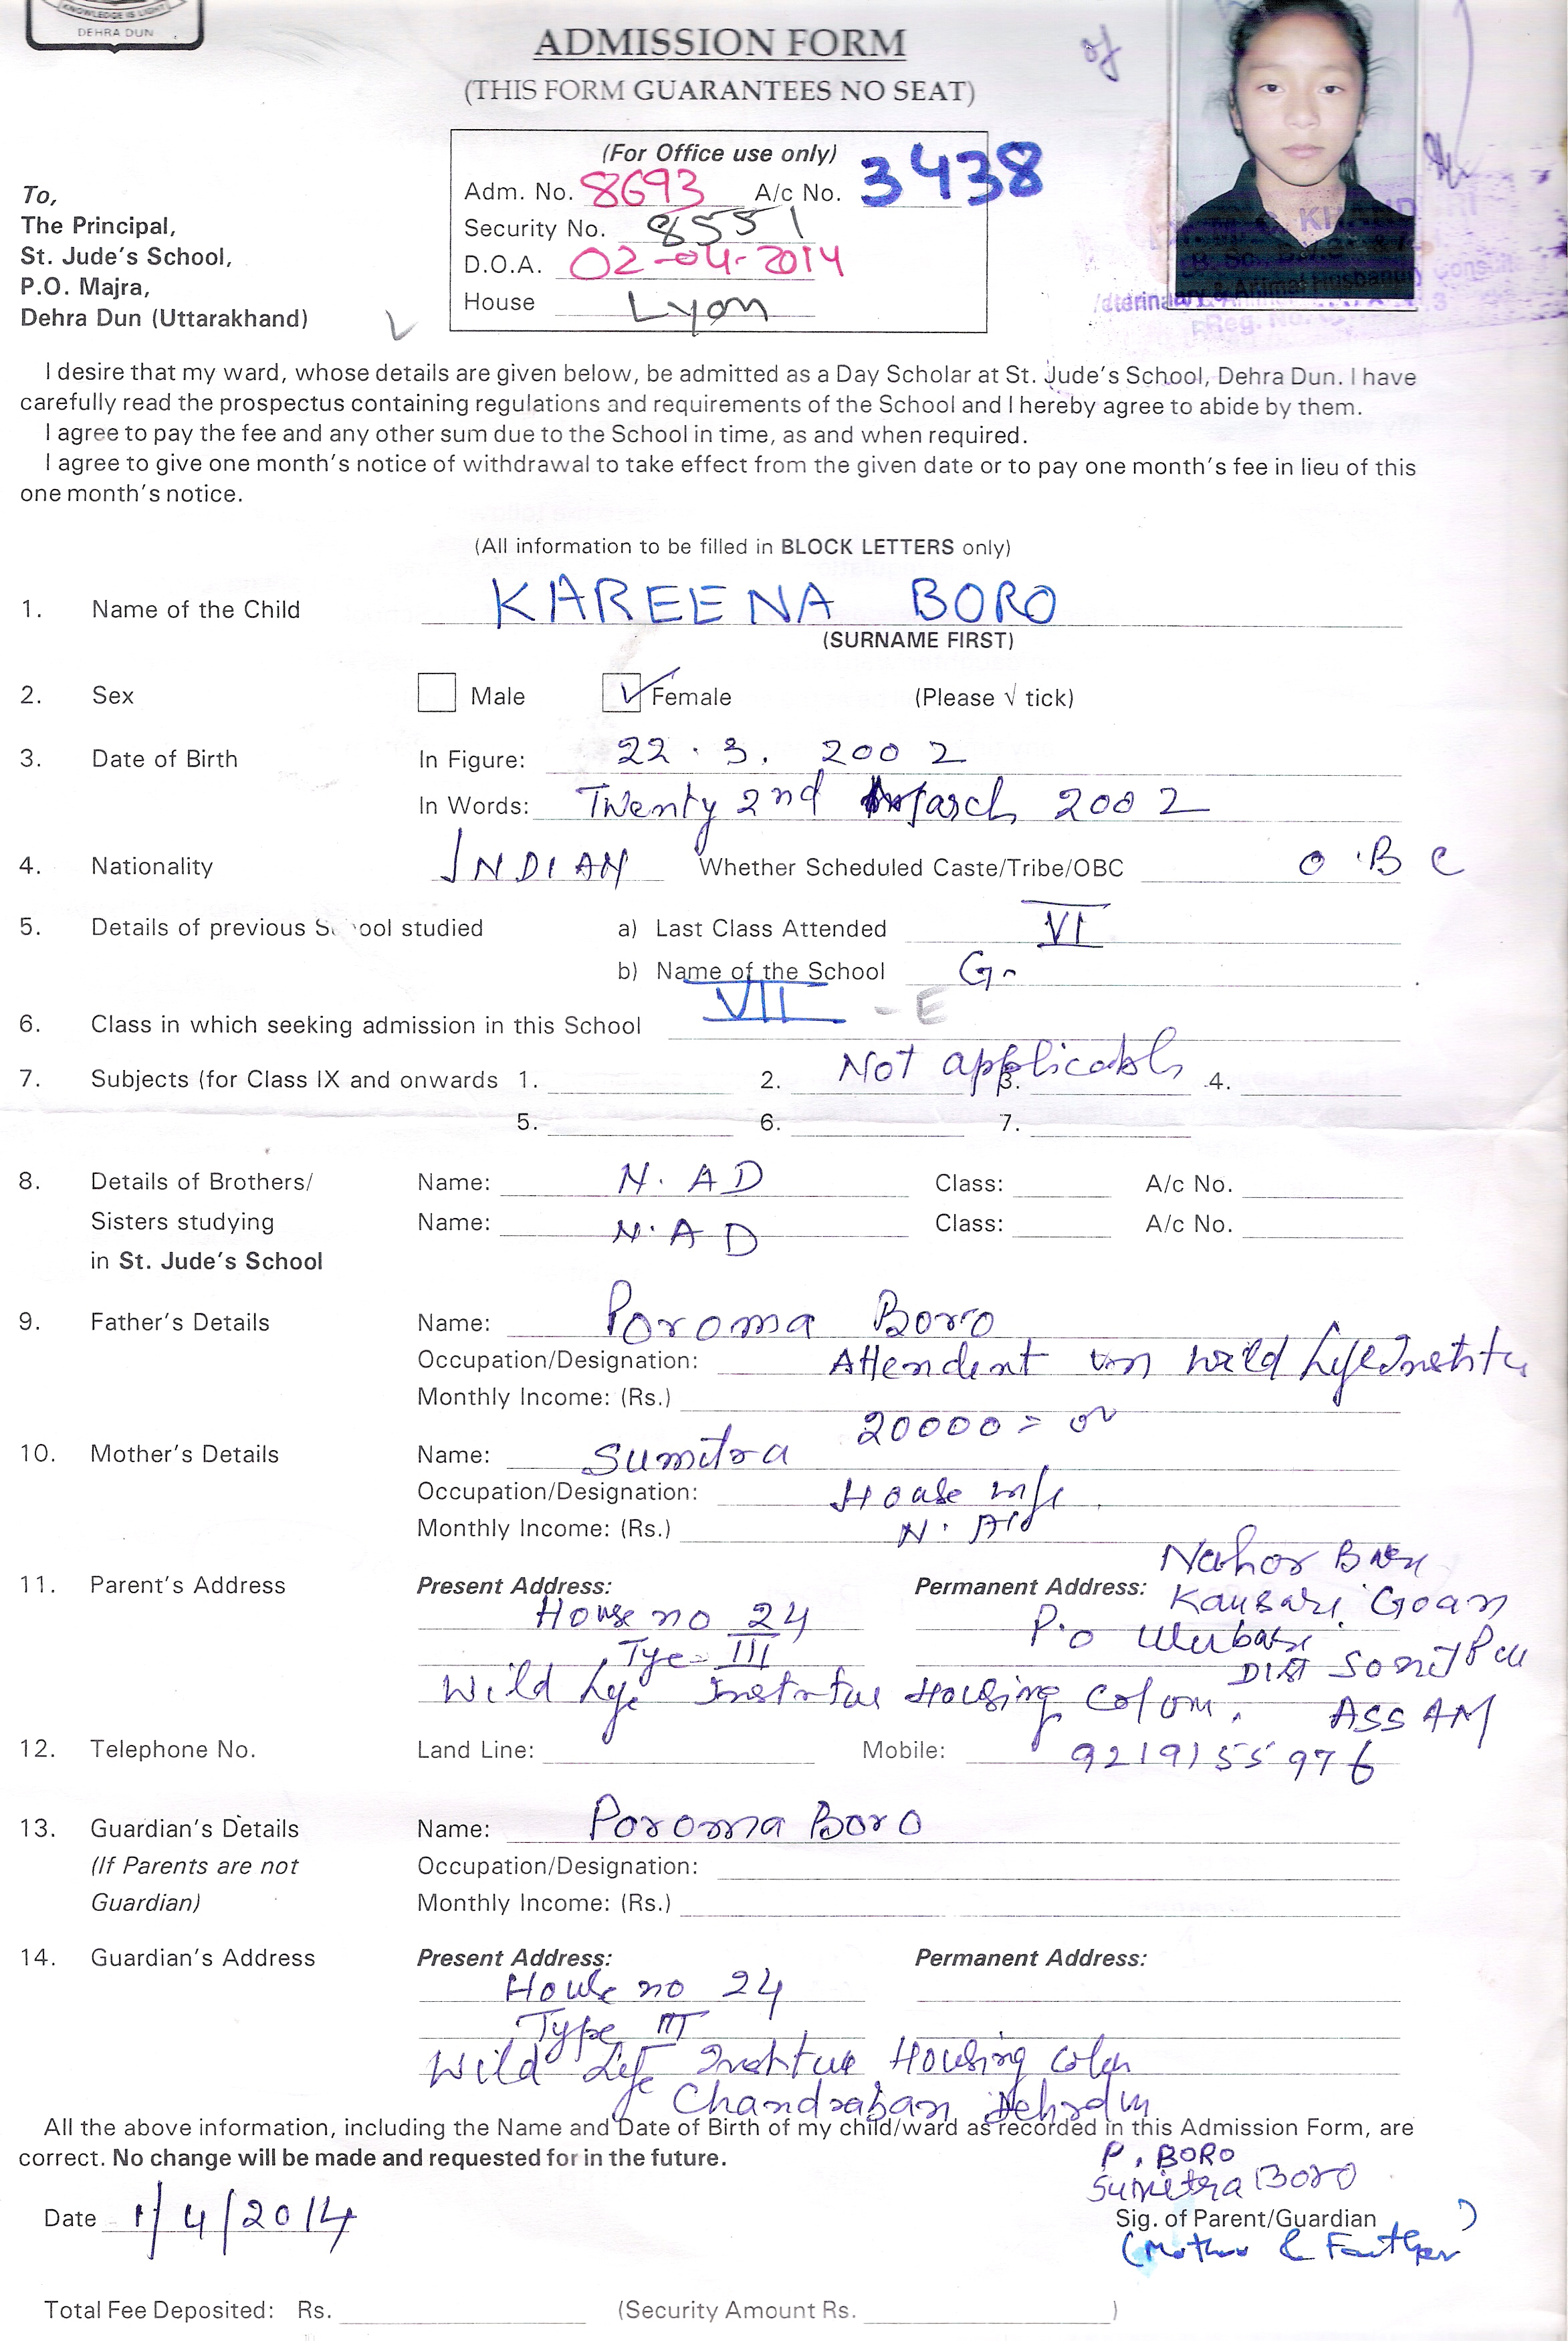 KNOWLEDGE IS LIGHT
DEHRA DUN
ADMISSION FORM
(THIS FORM GUARANTEES NO SEAT)
of
(For Office use only)
Adm. No. 8693 A/c No. 3438
Security No. 8551
D.O.A. 02-04-2014
House Lyon
To,
The Principal,
St. Jude's School,
P.O. Majra,
Dehra Dun (Uttarakhand)
I desire that my ward, whose details are given below, be admitted as a Day Scholar at St. Jude's School, Dehra Dun. I have
carefully read the prospectus containing regulations and requirements of the School and I hereby agree to abide by them.
I agree to pay the fee and any other sum due to the School in time, as and when required.
I agree to give one month's notice of withdrawal to take effect from the given date or to pay one month's fee in lieu of this
one month's notice.
(All information to be filled in BLOCK LETTERS only)
1. Name of the Child KAREENA BORO
(SURNAME FIRST)
2. Sex Male Female (Please √ tick)
3. Date of Birth In Figure: 22.3.2002
In Words: Twenty 2nd March 2002
4. Nationality INDIAN Whether Scheduled Caste/Tribe/OBC O.B C
5. Details of previous School studied a) Last Class Attended VI
b) Name of the School G-
6. Class in which seeking admission in this School VII - E
7. Subjects (for Class IX and onwards 1. 2. 3. 4.
Not applicable
5. 6. 7.
8. Details of Brothers/ Name: N. AD Class: A/c No.
Sisters studying Name: N. A D Class: A/c No.
in St. Jude's School
9. Father's Details Name: Poroma Boro
Occupation/Designation: Attendent in wild Life Institu
Monthly Income: (Rs.) 20000 =
10. Mother's Details Name: Sumitra
Occupation/Designation: House wife
Monthly Income: (Rs.)
11. Parent's Address Present Address: Permanent Address: Nahor
House no 24 Goan
Tye- III P.o
DIST
Wild Life Institue Housing Colon. ASSAM
12. Telephone No. Land Line: Mobile: 9219155976
13. Guardian's Details Name: Poroma Boro
(If Parents are not Occupation/Designation:
Guardian) Monthly Income: (Rs.)
14. Guardian's Address Present Address: Permanent Address:
House no 24
Type III
Wild Life Institue Housing Colon
Chandraban Dehradun
All the above information, including the Name and Date of Birth of my child/ward as recorded in this Admission Form, are
correct. No change will be made and requested for in the future.
P. BORO
Sumitra Boro
Date 1/4/2014 Sig. of Parent/Guardian
(Mother & Father)
Total Fee Deposited: Rs. (Security Amount Rs. )